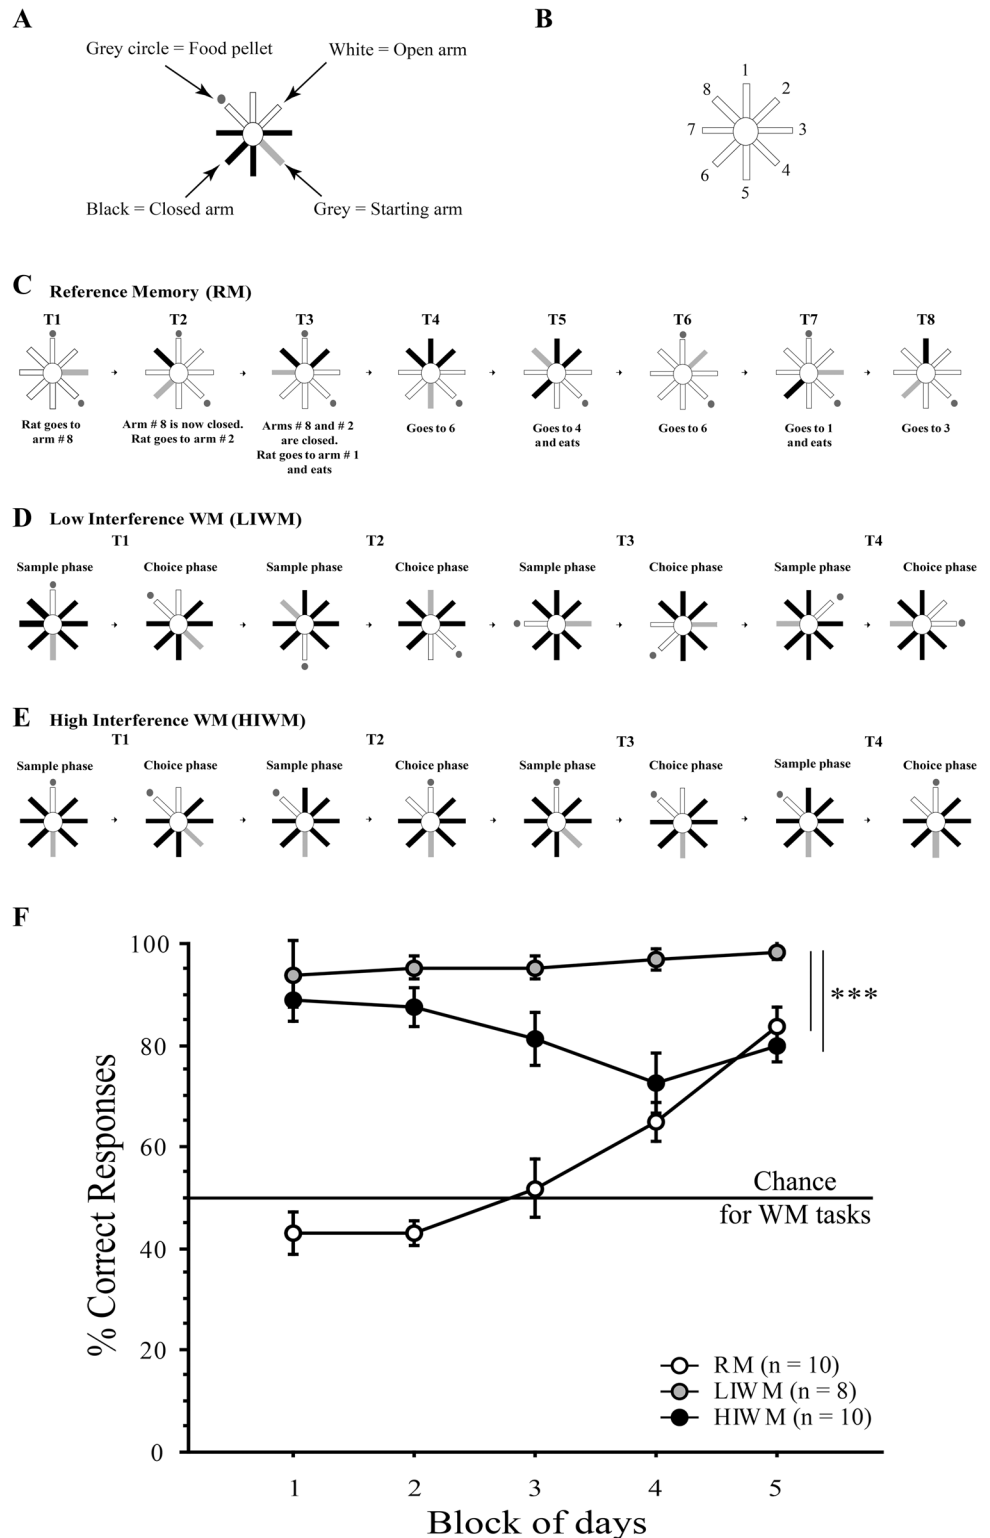 A
B
Grey circle = Food pellet
White = Open arm
Black = Closed arm
Grey = Starting arm
1
8
2
7
3
6
4
5
C
Reference Memory (RM)
T1
T2
T3
T4
T5
T6
T7
T8
Rat goes to
arm # 8
Arm # 8 is now closed.
Rat goes to arm # 2
Arms # 8 and # 2
are closed.
Rat goes to arm # 1
and eats
Goes to 6
Goes to 4
and eats
Goes to 6
Goes to 1
and eats
Goes to 3
D
Low Interference WM (LIWM)
T1
T2
T3
T4
Sample phase
Choice phase
Sample phase
Choice phase
Sample phase
Choice phase
Sample phase
Choice phase
E
High Interference WM (HIWM)
T1
T2
T3
T4
Sample phase
Choice phase
Sample phase
Choice phase
Sample phase
Choice phase
Sample phase
Choice phase
F
100
80
60
40
20
0
% Correct Responses
***
Chance
for WM tasks
RM (n = 10)
LIWM (n = 8)
HIWM (n = 10)
1
2
3
4
5
Block of days